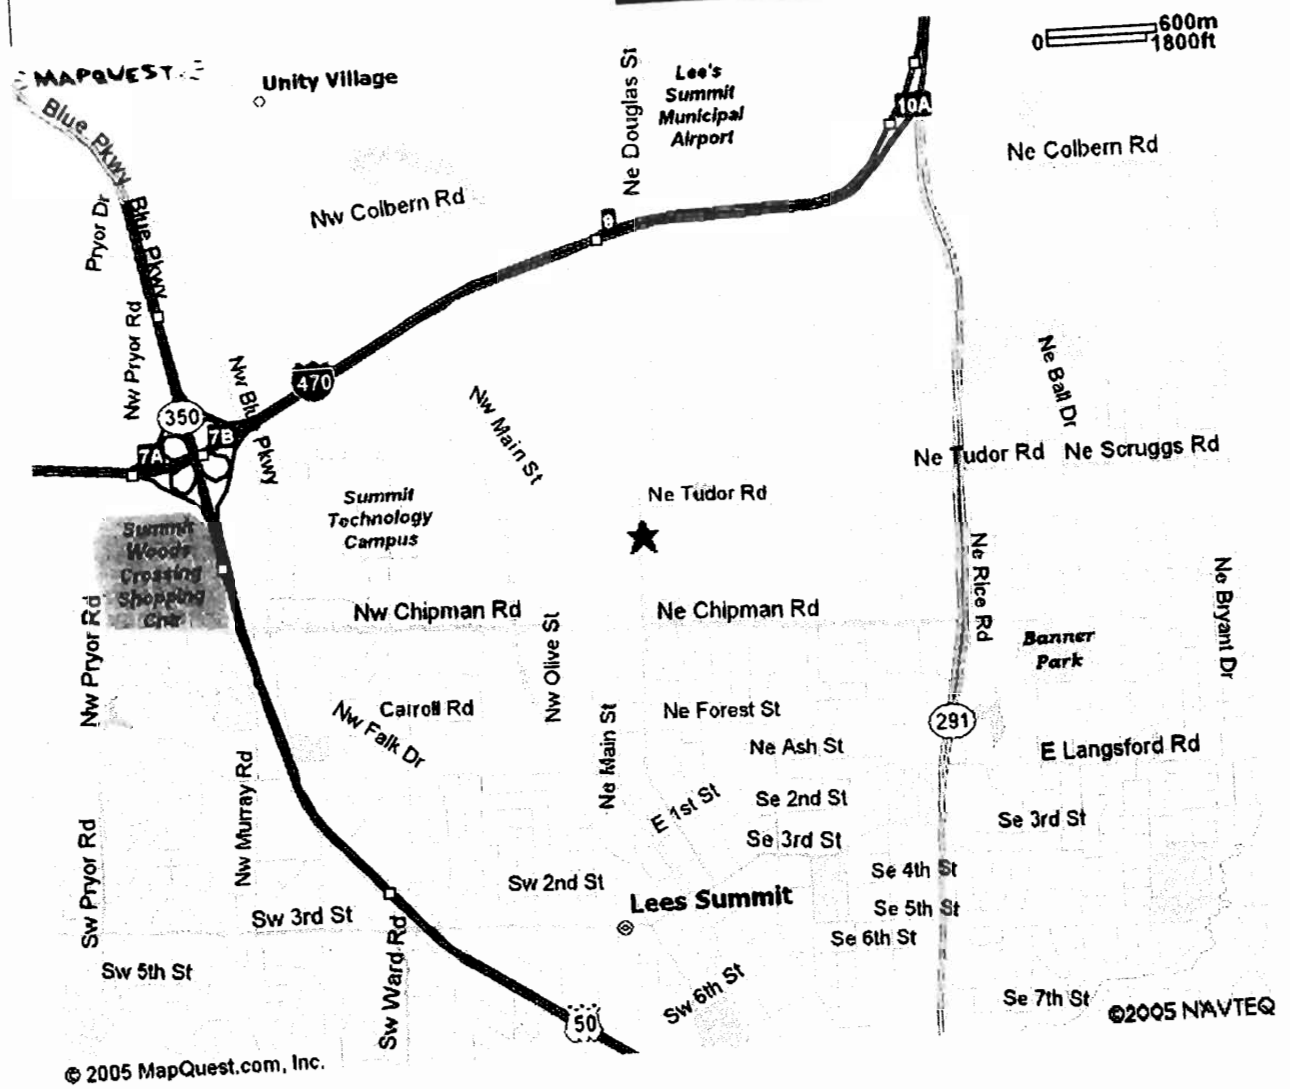 600m
0
1800ft
MAPQUEST
Unity Village
Blue Pkwy
Lee's
Summit
Municipal
Airport
Ne Douglas St
10A
Ne Colbern Rd
Pryor Dr
Blue Pkwy
Nw Colbern Rd
9
Nw Pryor Rd
Nw Blue Pkwy
470
350
7B
7A
Nw Main St
Ne Ball Dr
Ne Tudor Rd
Ne Scruggs Rd
Ne Tudor Rd
Summit
Technology
Campus
Summit
Woods
Crossing
Shopping
Cntr
Ne Rice Rd
Ne Bryant Dr
Nw Chipman Rd
Ne Chipman Rd
Nw Pryor Rd
Nw Olive St
Banner
Park
Carroll Rd
Nw Falk Dr
Ne Main St
Ne Forest St
291
Ne Ash St
E Langsford Rd
Nw Murray Rd
E 1st St
Se 2nd St
Se 3rd St
Se 3rd St
Sw Pryor Rd
Sw 2nd St
Se 4th St
Lees Summit
Sw 3rd St
Se 5th St
Se 6th St
Sw Ward Rd
Sw 5th St
Sw 6th St
Se 7th St
50
©2005 NAVTEQ
© 2005 MapQuest.com, Inc.